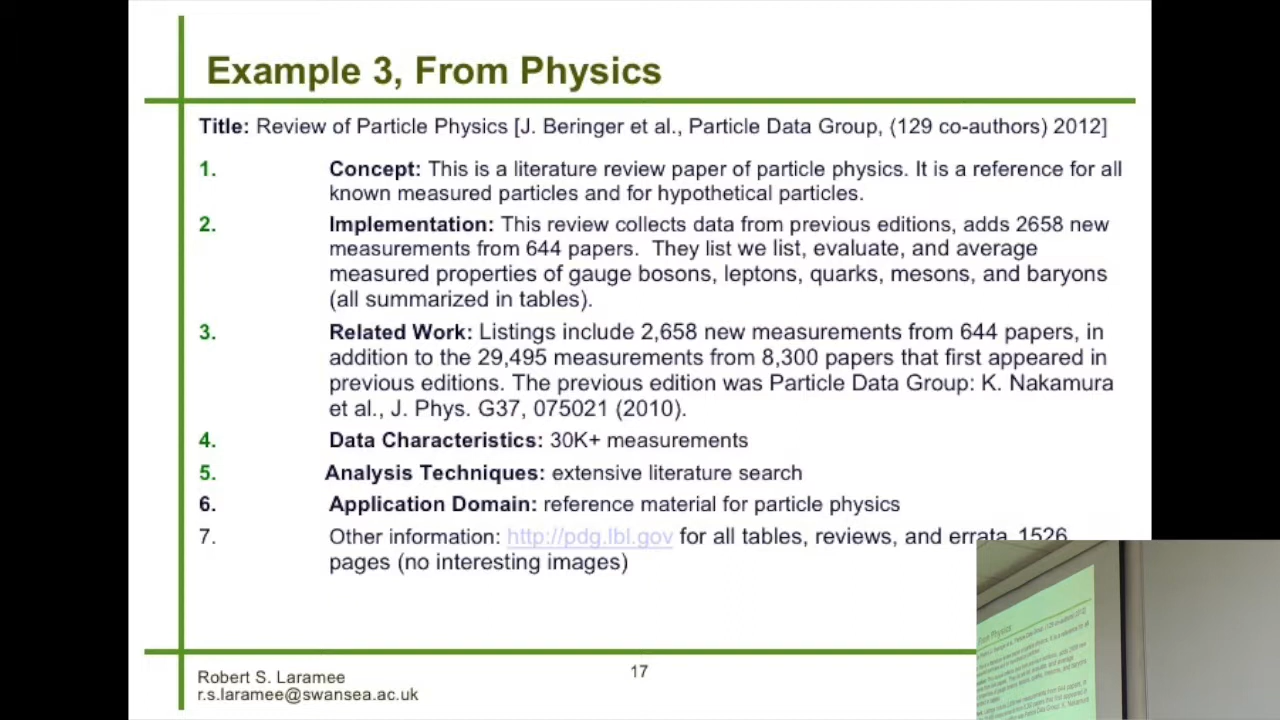 Example 3, From Physics
Title: Review of Particle Physics [J. Beringer et al., Particle Data Group, (129 co-authors) 2012]
1. Concept: This is a literature review paper of particle physics. It is a reference for all
known measured particles and for hypothetical particles.
2. Implementation: This review collects data from previous editions, adds 2658 new
measurements from 644 papers. They list we list, evaluate, and average
measured properties of gauge bosons, leptons, quarks, mesons, and baryons
(all summarized in tables).
3. Related Work: Listings include 2,658 new measurements from 644 papers, in
addition to the 29,495 measurements from 8,300 papers that first appeared in
previous editions. The previous edition was Particle Data Group: K. Nakamura
et al., J. Phys. G37, 075021 (2010).
4. Data Characteristics: 30K+ measurements
5. Analysis Techniques: extensive literature search
6. Application Domain: reference material for particle physics
7. Other information: http://pdg.lbl.gov for all tables, reviews, and errata, 1526
pages (no interesting images)
Robert S. Laramee
r.s.laramee@swansea.ac.uk
17